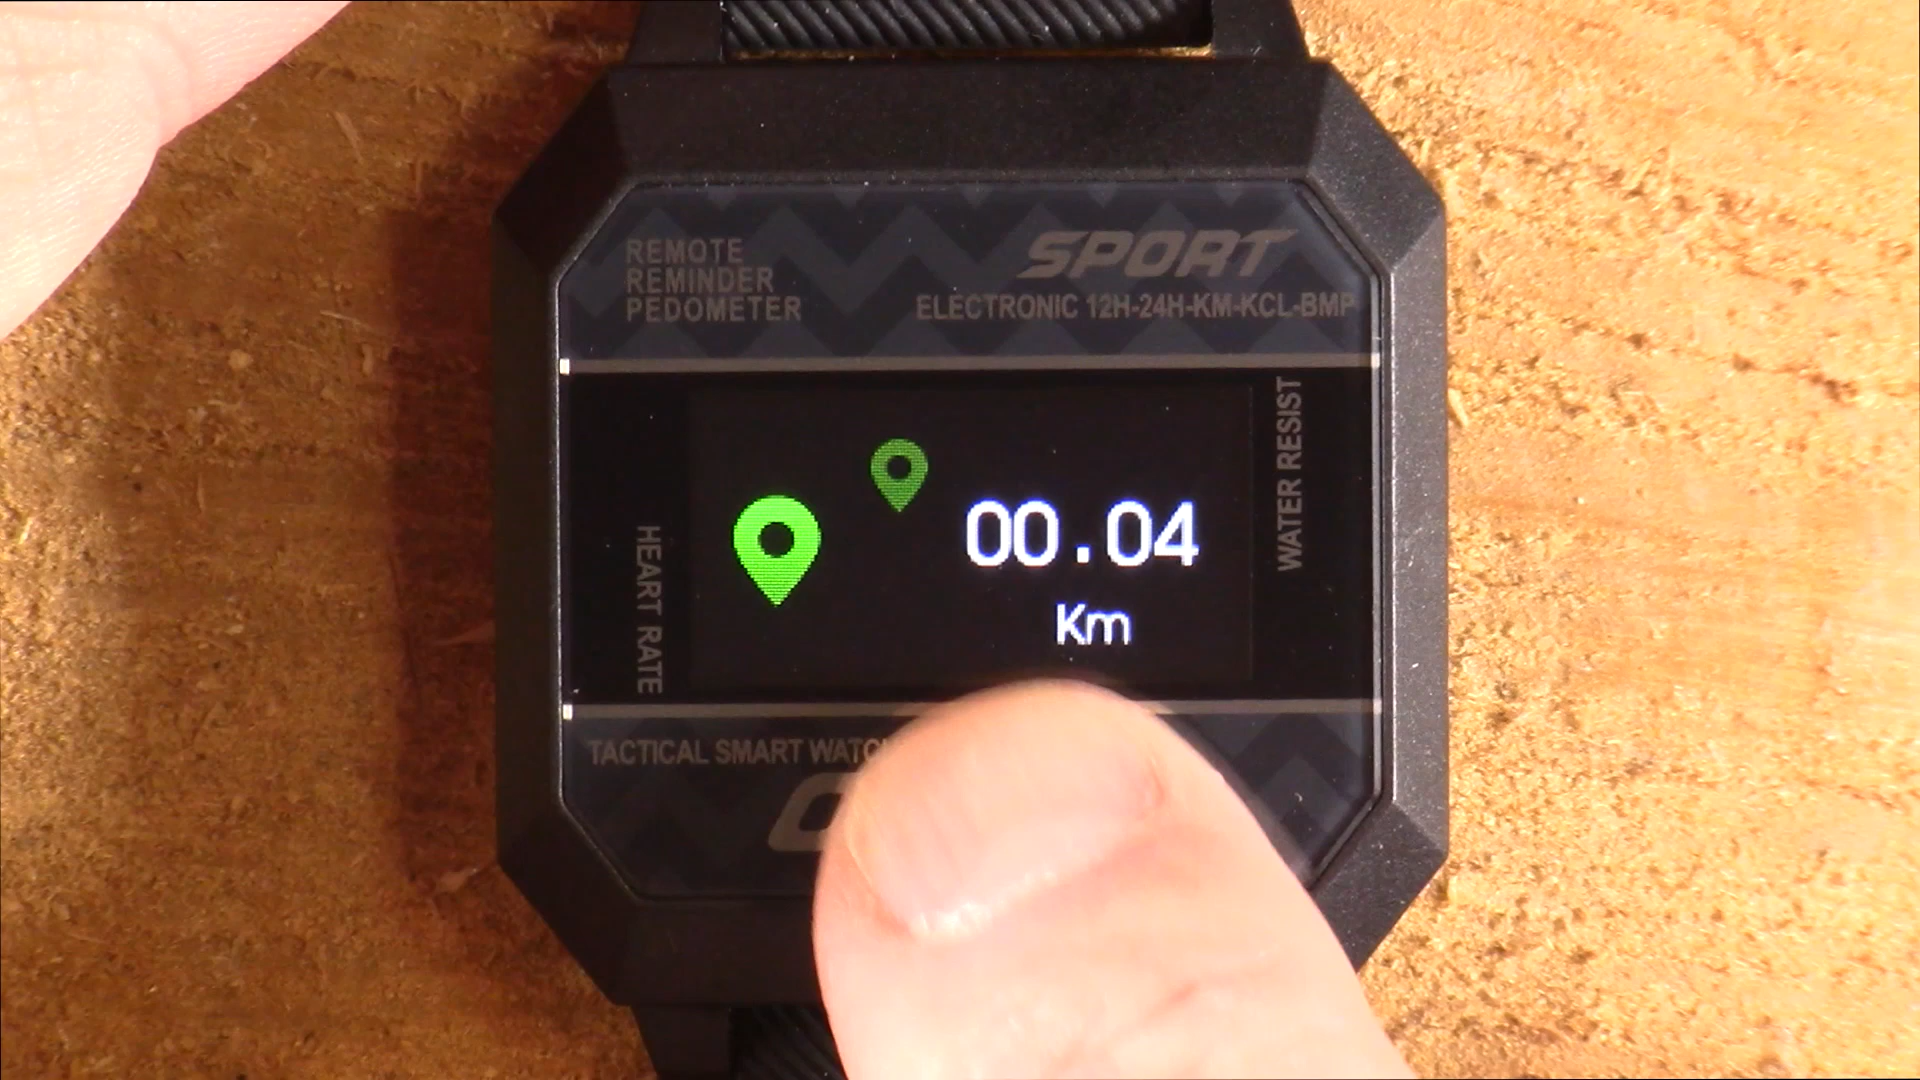 REMOTE
REMINDER
PEDOMETER
SPORT
ELECTRONIC 12H-24H-KM-KCL-BMP
WATER RESIST
HEART RATE
00.04
Km
TACTICAL SMART